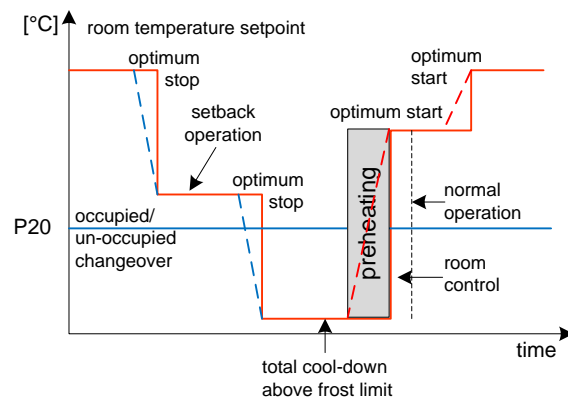 [°C]
room temperature setpoint
optimum
stop
setback
operation
optimum
stop
optimum
start
optimum start
preheating
normal
operation
P20
occupied/
un-occupied
changeover
room
control
time
total cool-down
above frost limit